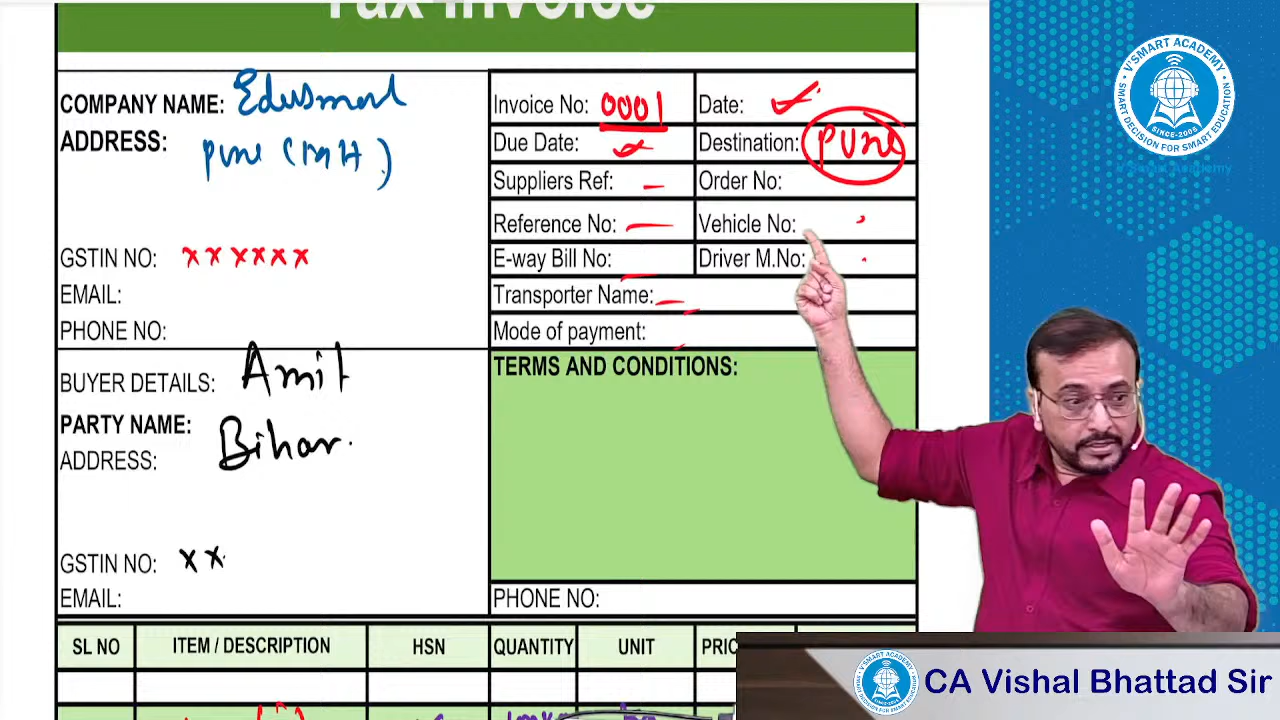 Tax Invoice
COMPANY NAME: Edusmart
ADDRESS:
Pune (MH)
GSTIN NO: xxxxxx
EMAIL:
PHONE NO:
Invoice No: 0001
Date:
Due Date:
Destination: Pune
Suppliers Ref: –
Order No:
Reference No: —
Vehicle No:
E-way Bill No:
Driver M.No:
Transporter Name: –
Mode of payment:
BUYER DETAILS: Amit
PARTY NAME:
ADDRESS: Bihar.
GSTIN NO: xx
EMAIL:
TERMS AND CONDITIONS:
PHONE NO:
SL NO ITEM / DESCRIPTION HSN QUANTITY UNIT
V'SMART ACADEMY
SINCE-2005
SMART DECISION FOR SMART EDUCATION
V'Smart Academy
CA Vishal Bhattad Sir